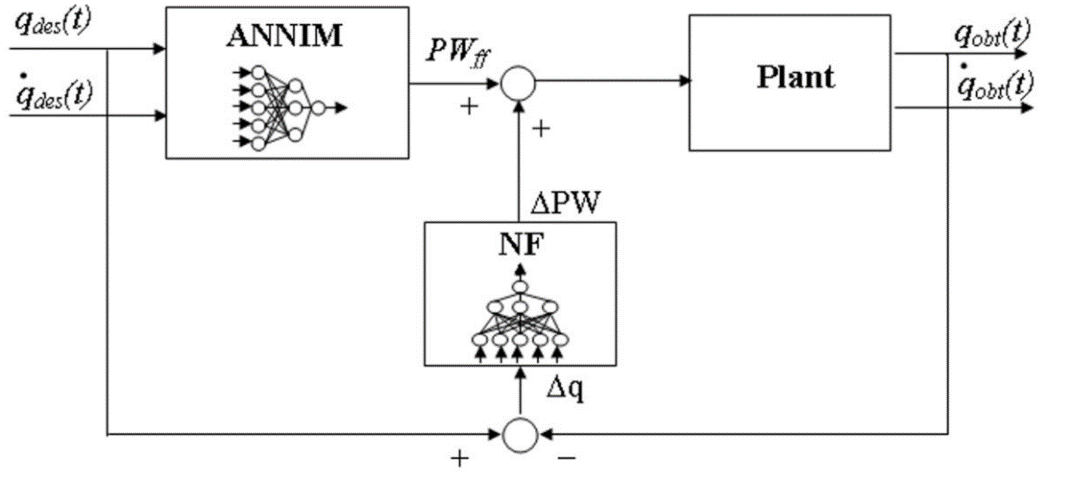 q_des(t)
ANNIM
PW_ff
+
+
q̇_des(t)
Plant
q_obt(t)
q̇_obt(t)
ΔPW
NF
Δq
+
−